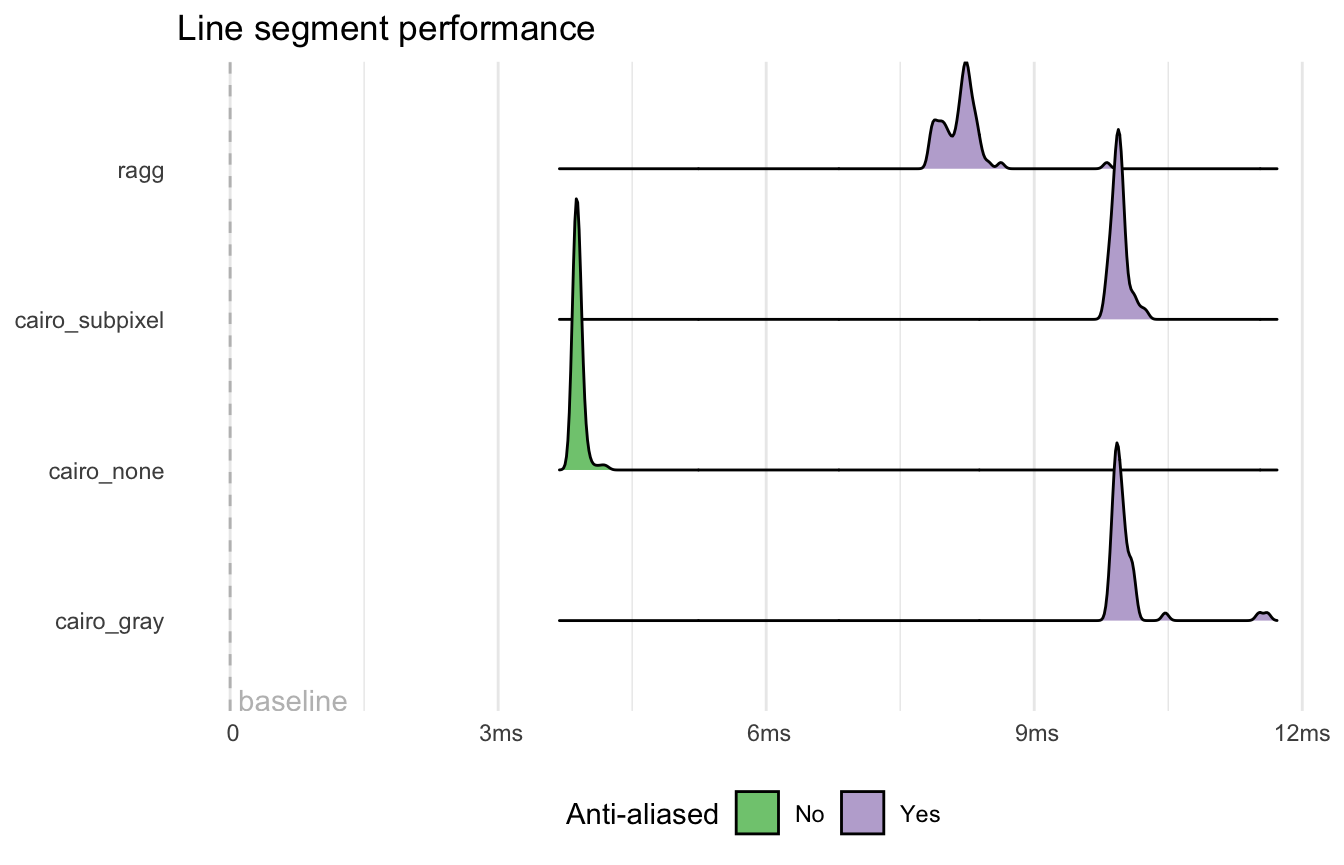 Line segment performance
ragg
cairo_subpixel
cairo_none
cairo_gray
baseline
0 3ms 6ms 9ms 12ms
Anti-aliased No Yes